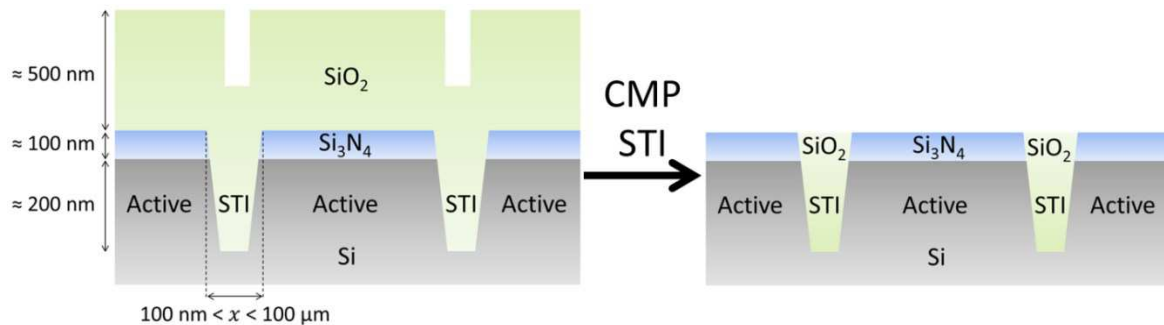 ≈ 500 nm
SiO₂
≈ 100 nm
Si₃N₄
≈ 200 nm
Active
STI
Active
STI
Active
Si
100 nm < x < 100 µm
CMP
STI
SiO₂
Si₃N₄
SiO₂
Active
STI
Active
STI
Active
Si